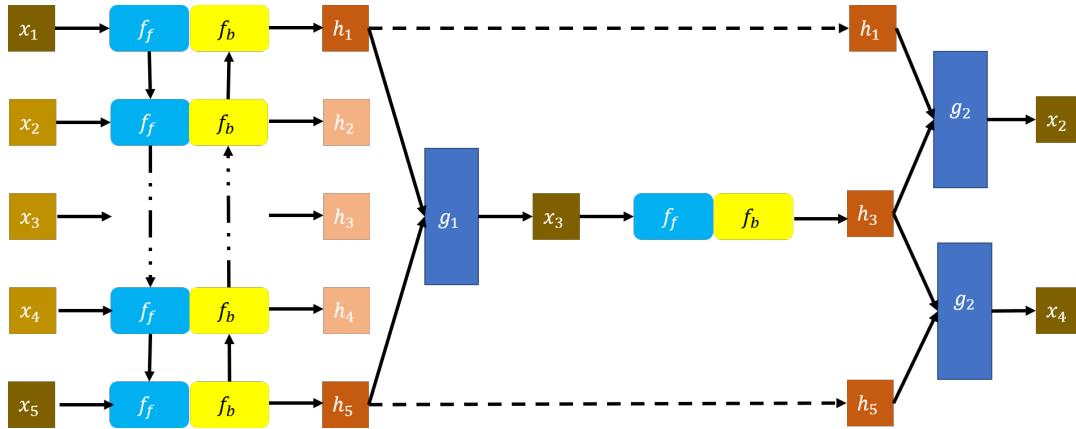 x₁ f_f f_b h₁ h₁
g₂ x₂
x₂ f_f f_b h₂
x₃ h₃ g₁ x₃ f_f f_b h₃
x₄ f_f f_b h₄ g₂ x₄
x₅ f_f f_b h₅ h₅